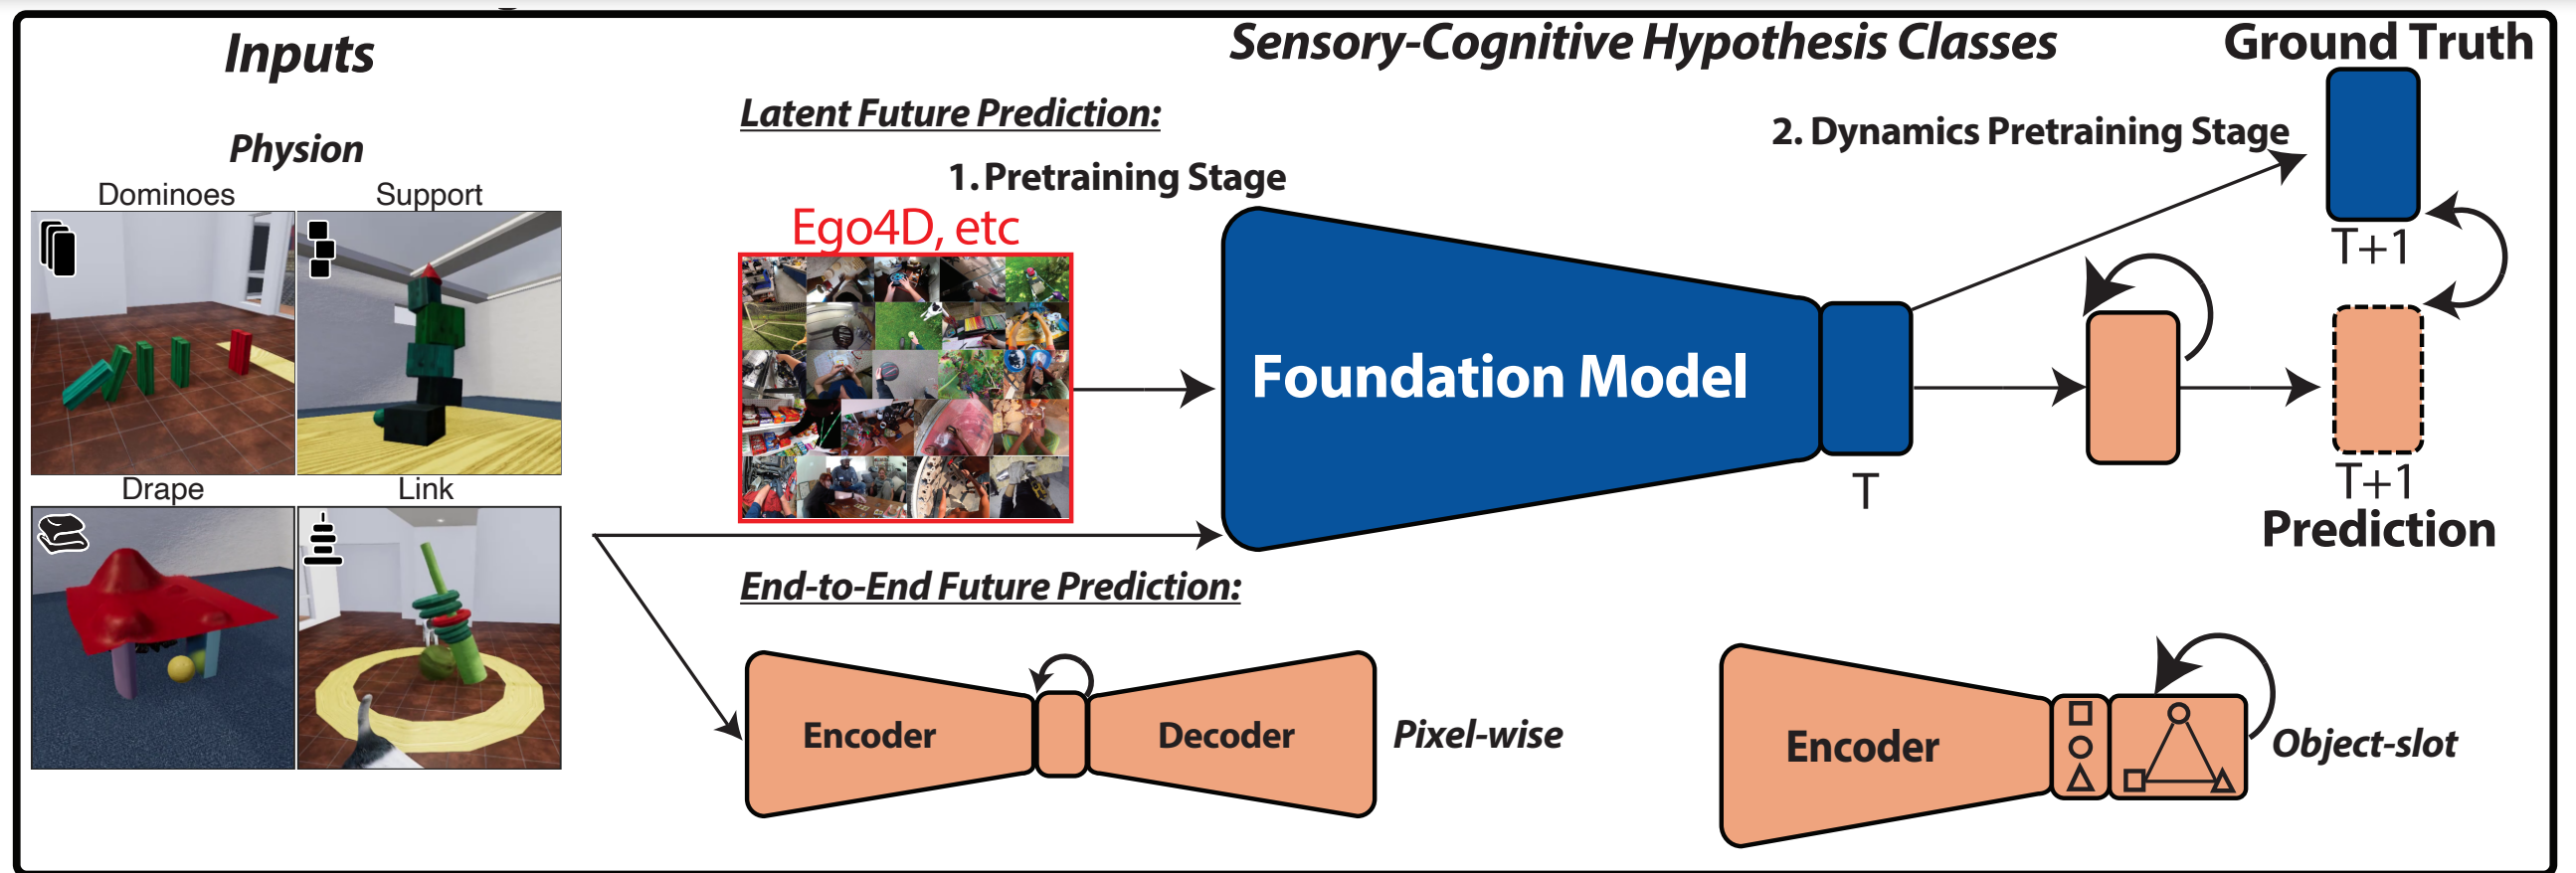 Inputs
Sensory-Cognitive Hypothesis Classes
Ground Truth
Physion
Dominoes
Support
Drape
Link
Latent Future Prediction:
1. Pretraining Stage
Ego4D, etc
Foundation Model
T
2. Dynamics Pretraining Stage
T+1
T+1
Prediction
End-to-End Future Prediction:
Encoder
Decoder
Pixel-wise
Encoder
Object-slot